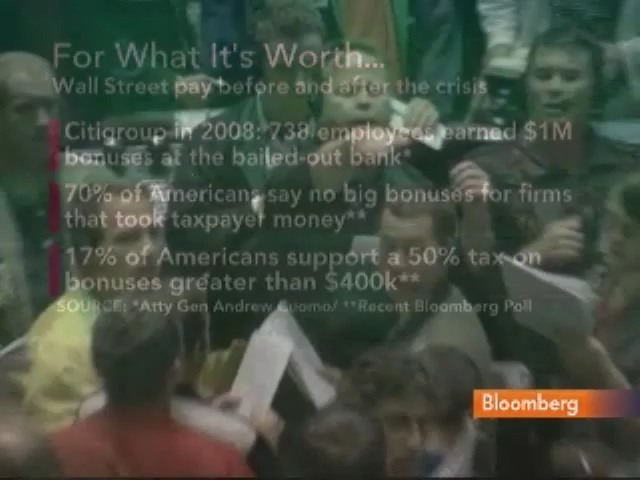 For What It's Worth...
Wall Street pay before and after the crisis
Citigroup in 2008: 738 employees earned $1M
bonuses at the bailed-out bank*
70% of Americans say no big bonuses for firms
that took taxpayer money**
17% of Americans support a 50% tax on
bonuses greater than $400k**
SOURCE: *Atty Gen Andrew Cuomo/ **Recent Bloomberg Poll
Bloomberg